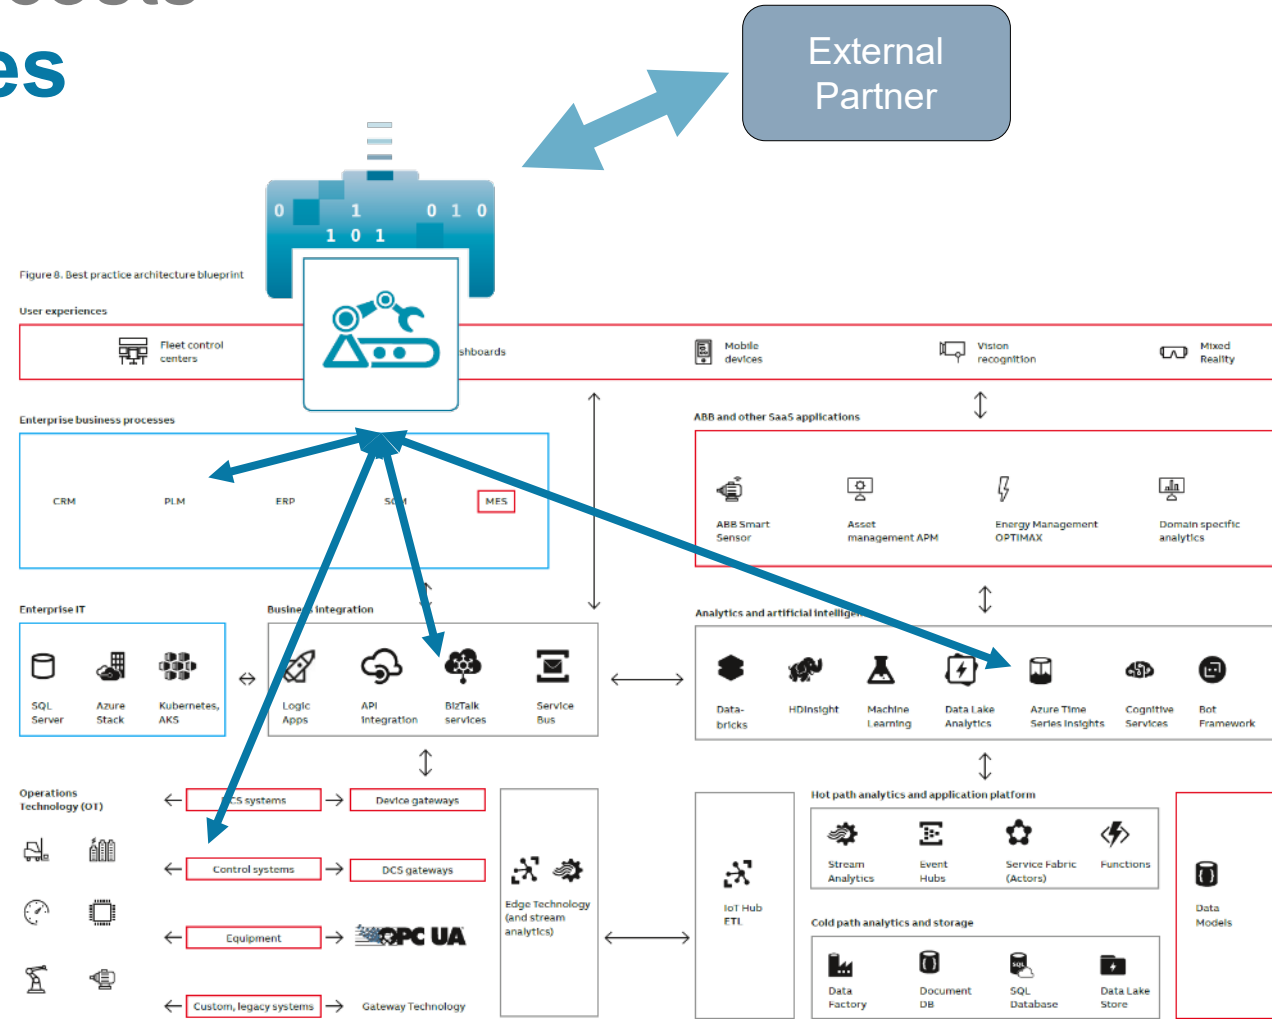 es
External
Partner
0 1 0 1 0
1 0 1
Figure 8. Best practice architecture blueprint
User experiences
Fleet control
centers
shboards
Mobile
devices
Vision
recognition
Mixed
Reality
Enterprise business processes
CRM
PLM
ERP
SCM
MES
ABB and other SaaS applications
ABB Smart
Sensor
Asset
management APM
Energy Management
OPTIMAX
Domain specific
analytics
Enterprise IT
SQL
Server
Azure
Stack
Kubernetes,
AKS
Business integration
Logic
Apps
API
Integration
BizTalk
services
Service
Bus
Analytics and artificial intelligen
Data-
bricks
HDInsight
Machine
Learning
Data Lake
Analytics
Azure Time
Series Insights
Cognitive
Services
Bot
Framework
Operations
Technology (OT)
DCS systems
Device gateways
Control systems
DCS gateways
Equipment
OPC UA
Custom, legacy systems
Gateway Technology
Edge Technology
(and stream
analytics)
IoT Hub
ETL
Hot path analytics and application platform
Stream
Analytics
Event
Hubs
Service Fabric
(Actors)
Functions
Cold path analytics and storage
Data
Factory
Document
DB
SQL
SQL
Database
Data Lake
Store
Data
Models